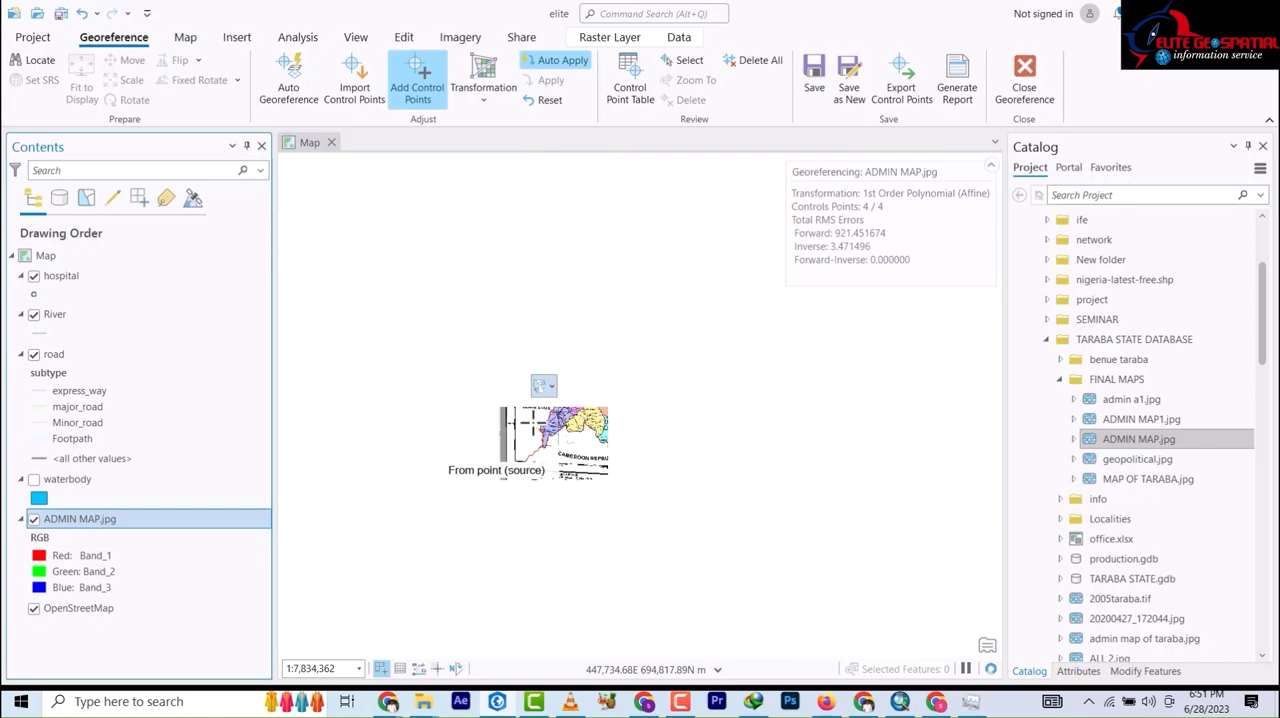 elite
Command Search (Alt+Q)
Not signed in
ELITE GEOSPATIAL
information service
Project
Georeference
Map
Insert
Analysis
View
Edit
Imagery
Share
Raster Layer
Data
Locate
Set SRS
Fit to
Display
Move
Scale
Rotate
Flip
Fixed Rotate
Prepare
Auto
Georeference
Import
Control Points
Add Control
Points
Transformation
Auto Apply
Apply
Reset
Adjust
Control
Point Table
Select
Zoom To
Delete
Delete All
Review
Save
Save
as New
Export
Control Points
Generate
Report
Save
Close
Georeference
Close
Contents
Search
Drawing Order
Map
hospital
River
road
subtype
express_way
major_road
Minor_road
Footpath
<all other values>
waterbody
ADMIN MAP.jpg
RGB
Red: Band_1
Green: Band_2
Blue: Band_3
OpenStreetMap
Map
Georeferencing: ADMIN MAP.jpg
Transformation: 1st Order Polynomial (Affine)
Controls Points: 4 / 4
Total RMS Errors
Forward: 921.451674
Inverse: 3.471496
Forward-Inverse: 0.000000
From point (source)
1:7,834,362
447,734.68E 694,817.89N m
Selected Features: 0
Catalog
Project
Portal
Favorites
Search Project
ife
network
New folder
nigeria-latest-free.shp
project
SEMINAR
TARABA STATE DATABASE
benue taraba
FINAL MAPS
admin a1.jpg
ADMIN MAP1.jpg
ADMIN MAP.jpg
geopolitical.jpg
MAP OF TARABA.jpg
info
Localities
office.xlsx
production.gdb
TARABA STATE.gdb
2005taraba.tif
20200427_172044.jpg
admin map of taraba.jpg
ALL 2.jpg
Catalog
Attributes
Modify Features
Type here to search
6:51 PM
6/28/2023